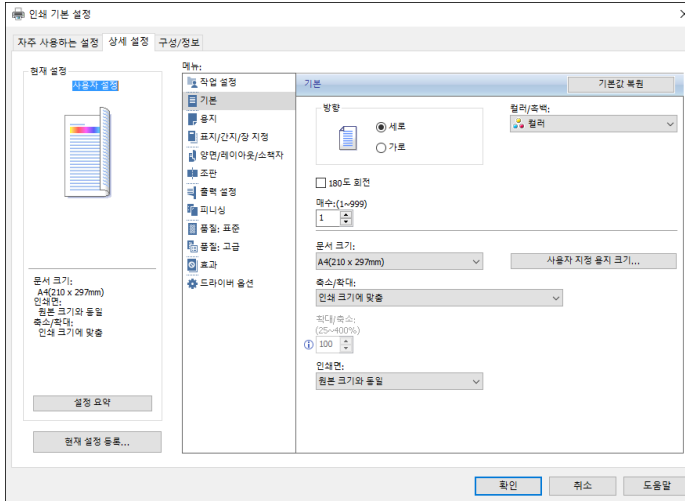 인쇄 기본 설정
자주 사용하는 설정 상세 설정 구성/정보
현재 설정
사용자 설정
문서 크기:
A4(210 x 297mm)
인쇄면:
원본 크기와 동일
축소/확대:
인쇄 크기에 맞춤
설정 요약
현재 설정 등록...
메뉴:
작업 설정
기본
용지
표지/간지/장 지정
양면/레이아웃/소책자
조판
출력 설정
피니싱
품질: 표준
품질: 고급
효과
드라이버 옵션
기본
기본값 복원
방향
세로
가로
컬러/흑백:
컬러
180도 회전
매수:(1~999)
1
문서 크기:
A4(210 x 297mm)
사용자 지정 용지 크기...
축소/확대:
인쇄 크기에 맞춤
확대/축소:
(25~400%)
100
인쇄면:
원본 크기와 동일
확인 취소 도움말